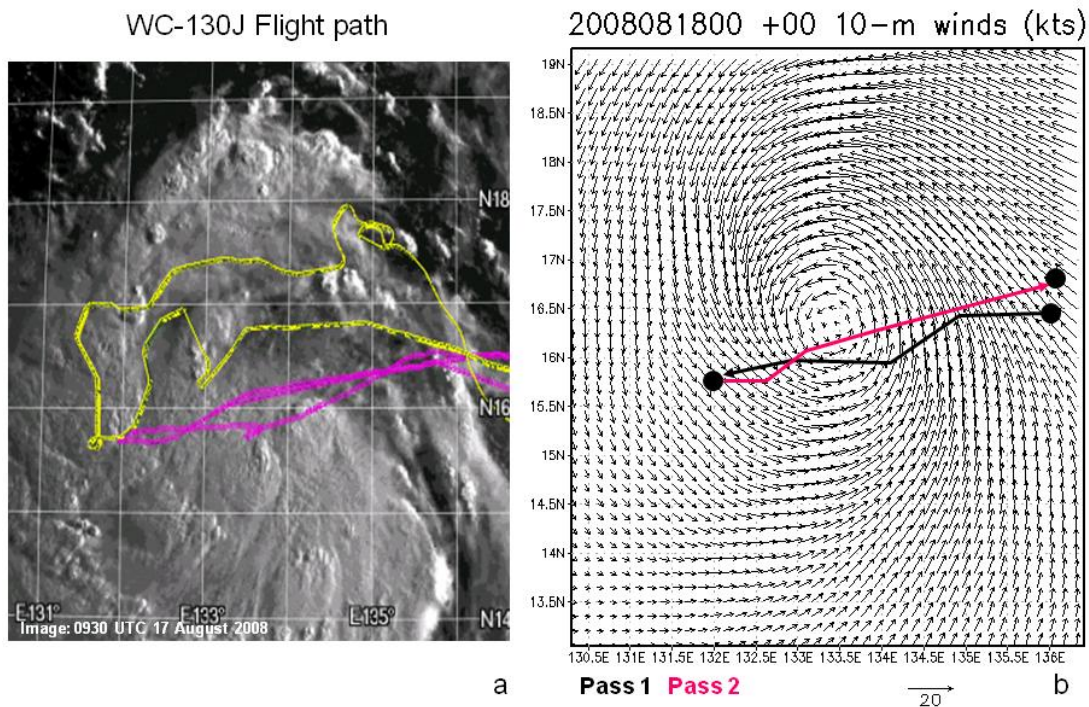 WC-130J Flight path
N18
N16
E131°
E133°
E135°
N14
Image: 0930 UTC 17 August 2008
a
2008081800 +00 10-m winds (kts)
19N
18.5N
18N
17.5N
17N
16.5N
16N
15.5N
15N
14.5N
14N
13.5N
130.5E 131E 131.5E 132E 132.5E 133E 133.5E 134E 134.5E 135E 135.5E 136E
Pass 1 Pass 2
20
b